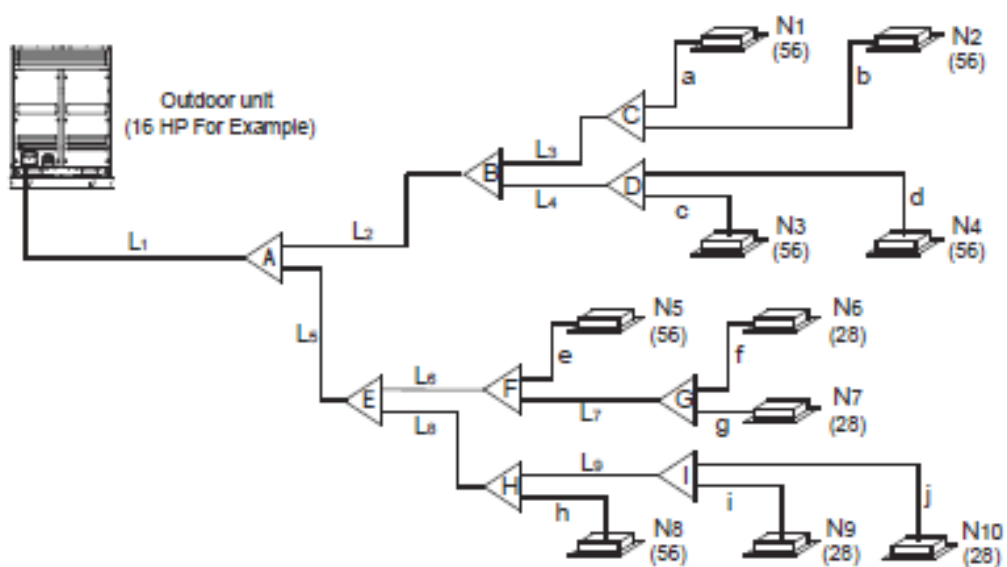 Outdoor unit
(16 HP For Example)
N1
(56)
N2
(56)
a
b
C
L3
B
L4
D
c
d
N3
(56)
N4
(56)
L1
A
L2
L5
N5
(56)
N6
(28)
e
f
L6
F
E
L7
G
g
N7
(28)
L8
L9
H
I
h
i
j
N8
(56)
N9
(28)
N10
(28)